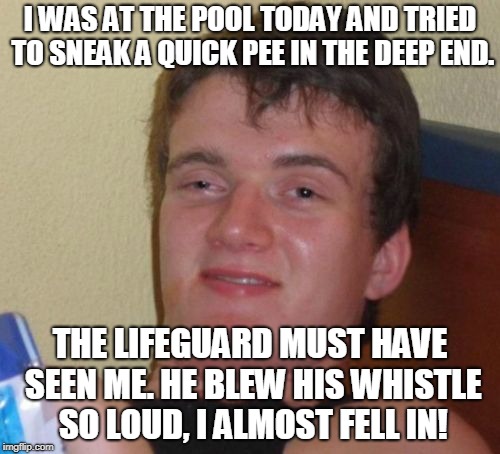 I WAS AT THE POOL TODAY AND TRIED
TO SNEAK A QUICK PEE IN THE DEEP END.
THE LIFEGUARD MUST HAVE
SEEN ME. HE BLEW HIS WHISTLE
SO LOUD, I ALMOST FELL IN!
imgflip.com